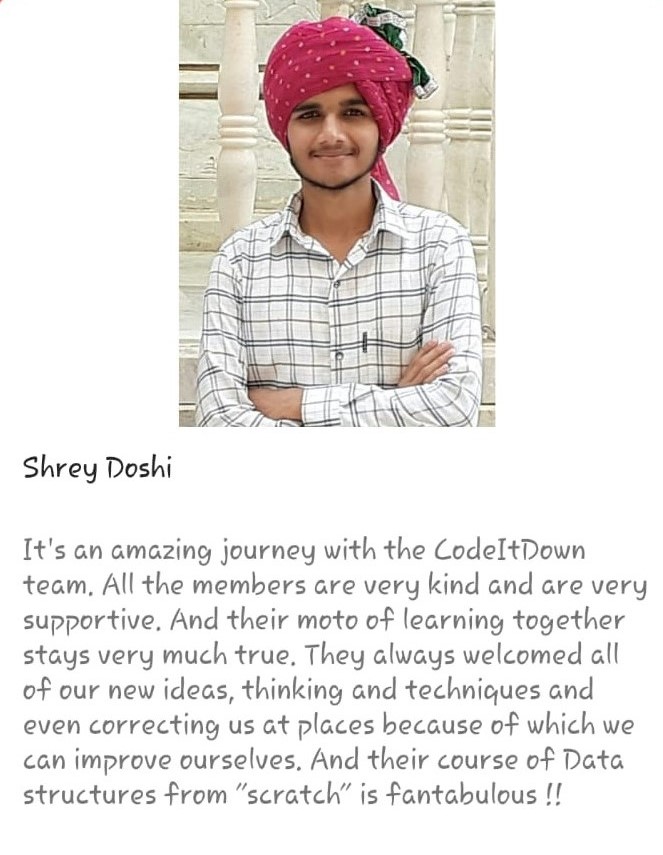 Shrey Doshi
It's an amazing journey with the CodeItDown
team. All the members are very kind and are very
supportive. And their moto of learning together
stays very much true. They always welcomed all
of our new ideas, thinking and techniques and
even correcting us at places because of which we
can improve ourselves. And their course of Data
structures from "scratch" is fantabulous !!